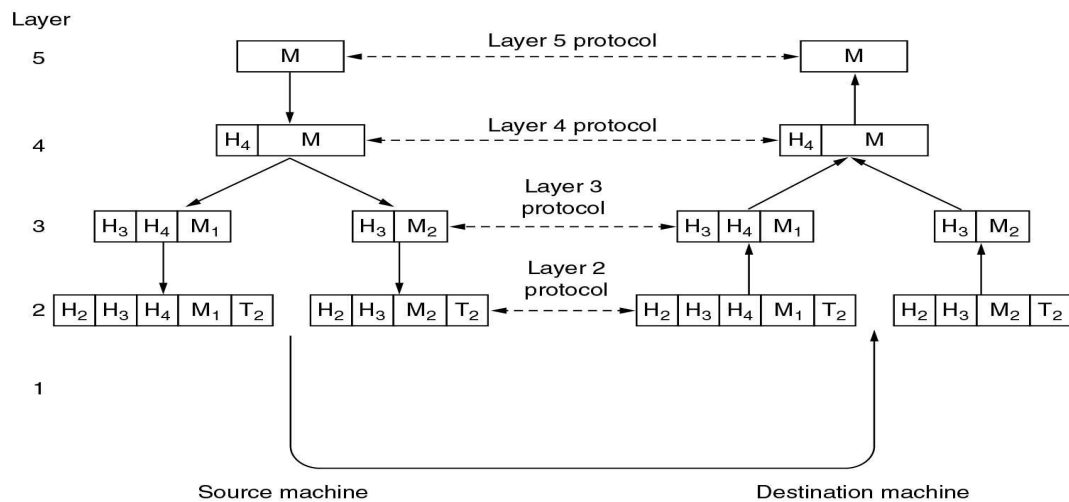 Layer
5 M Layer 5 protocol M
4 H₄ M Layer 4 protocol H₄ M
Layer 3
protocol
3 H₃ H₄ M₁ H₃ M₂ H₃ H₄ M₁ H₃ M₂
Layer 2
protocol
2 H₂ H₃ H₄ M₁ T₂ H₂ H₃ M₂ T₂ H₂ H₃ H₄ M₁ T₂ H₂ H₃ M₂ T₂
1
Source machine Destination machine